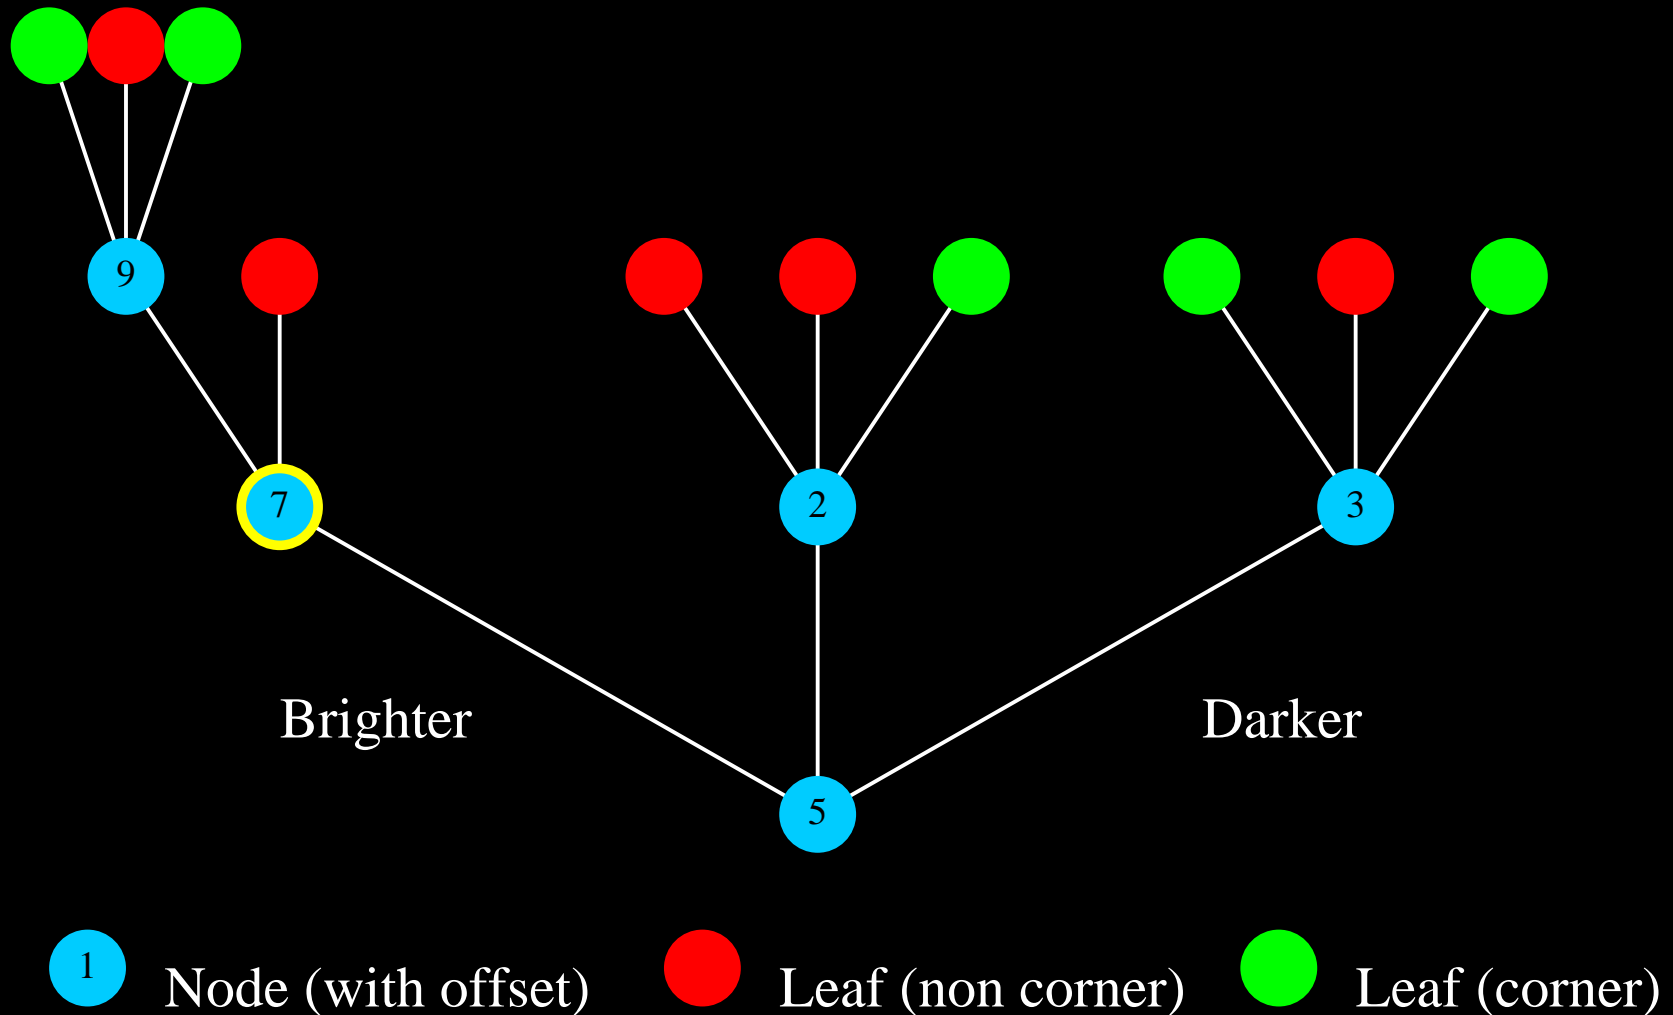 9
7 2 3
Brighter Darker
5
1 Node (with offset) Leaf (non corner) Leaf (corner)